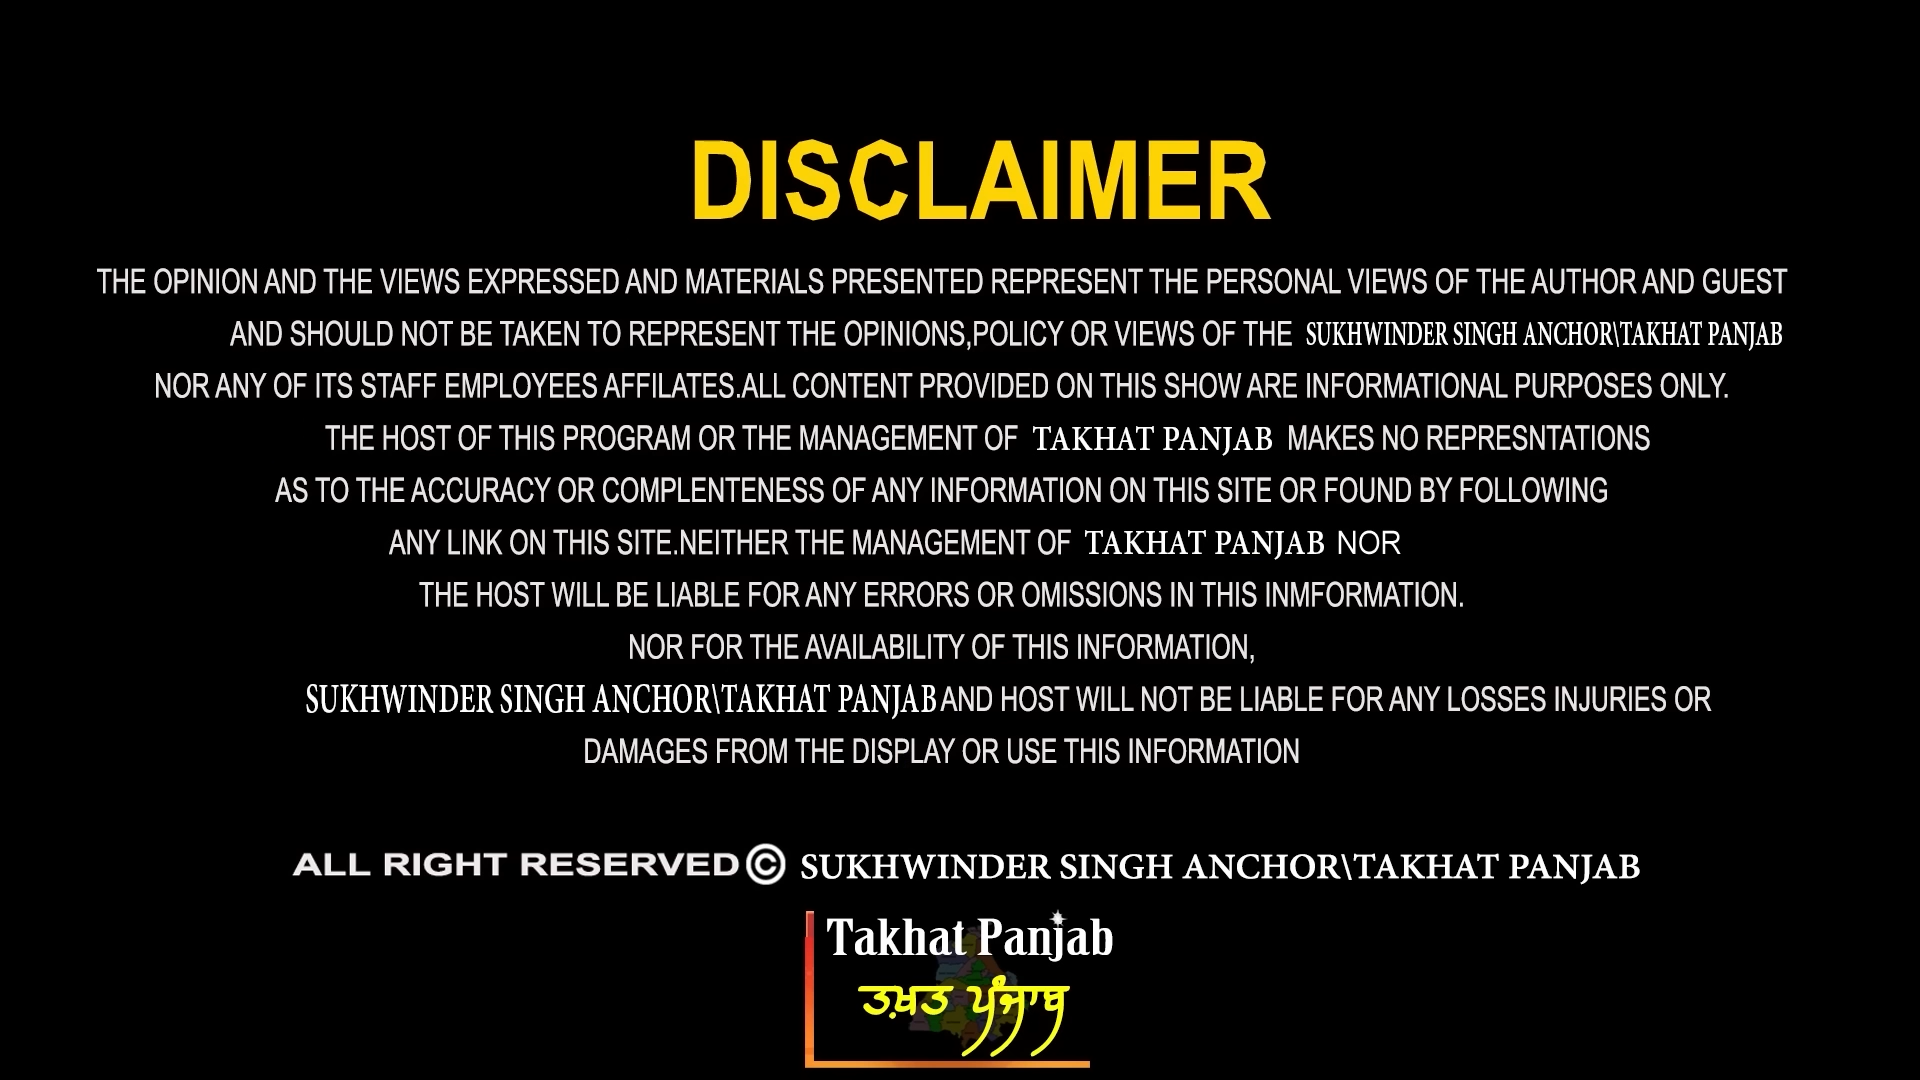 DISCLAIMER
THE OPINION AND THE VIEWS EXPRESSED AND MATERIALS PRESENTED REPRESENT THE PERSONAL VIEWS OF THE AUTHOR AND GUEST
AND SHOULD NOT BE TAKEN TO REPRESENT THE OPINIONS,POLICY OR VIEWS OF THE SUKHWINDER SINGH ANCHOR\TAKHAT PANJAB
NOR ANY OF ITS STAFF EMPLOYEES AFFILATES.ALL CONTENT PROVIDED ON THIS SHOW ARE INFORMATIONAL PURPOSES ONLY.
THE HOST OF THIS PROGRAM OR THE MANAGEMENT OF TAKHAT PANJAB MAKES NO REPRESNTATIONS
AS TO THE ACCURACY OR COMPLENTENESS OF ANY INFORMATION ON THIS SITE OR FOUND BY FOLLOWING
ANY LINK ON THIS SITE.NEITHER THE MANAGEMENT OF TAKHAT PANJAB NOR
THE HOST WILL BE LIABLE FOR ANY ERRORS OR OMISSIONS IN THIS INMFORMATION.
NOR FOR THE AVAILABILITY OF THIS INFORMATION,
SUKHWINDER SINGH ANCHOR\TAKHAT PANJAB AND HOST WILL NOT BE LIABLE FOR ANY LOSSES INJURIES OR
DAMAGES FROM THE DISPLAY OR USE THIS INFORMATION
ALL RIGHT RESERVED © SUKHWINDER SINGH ANCHOR\TAKHAT PANJAB
Takhat Panjab
ਤਖ਼ਤ ਪੰਜਾਬ